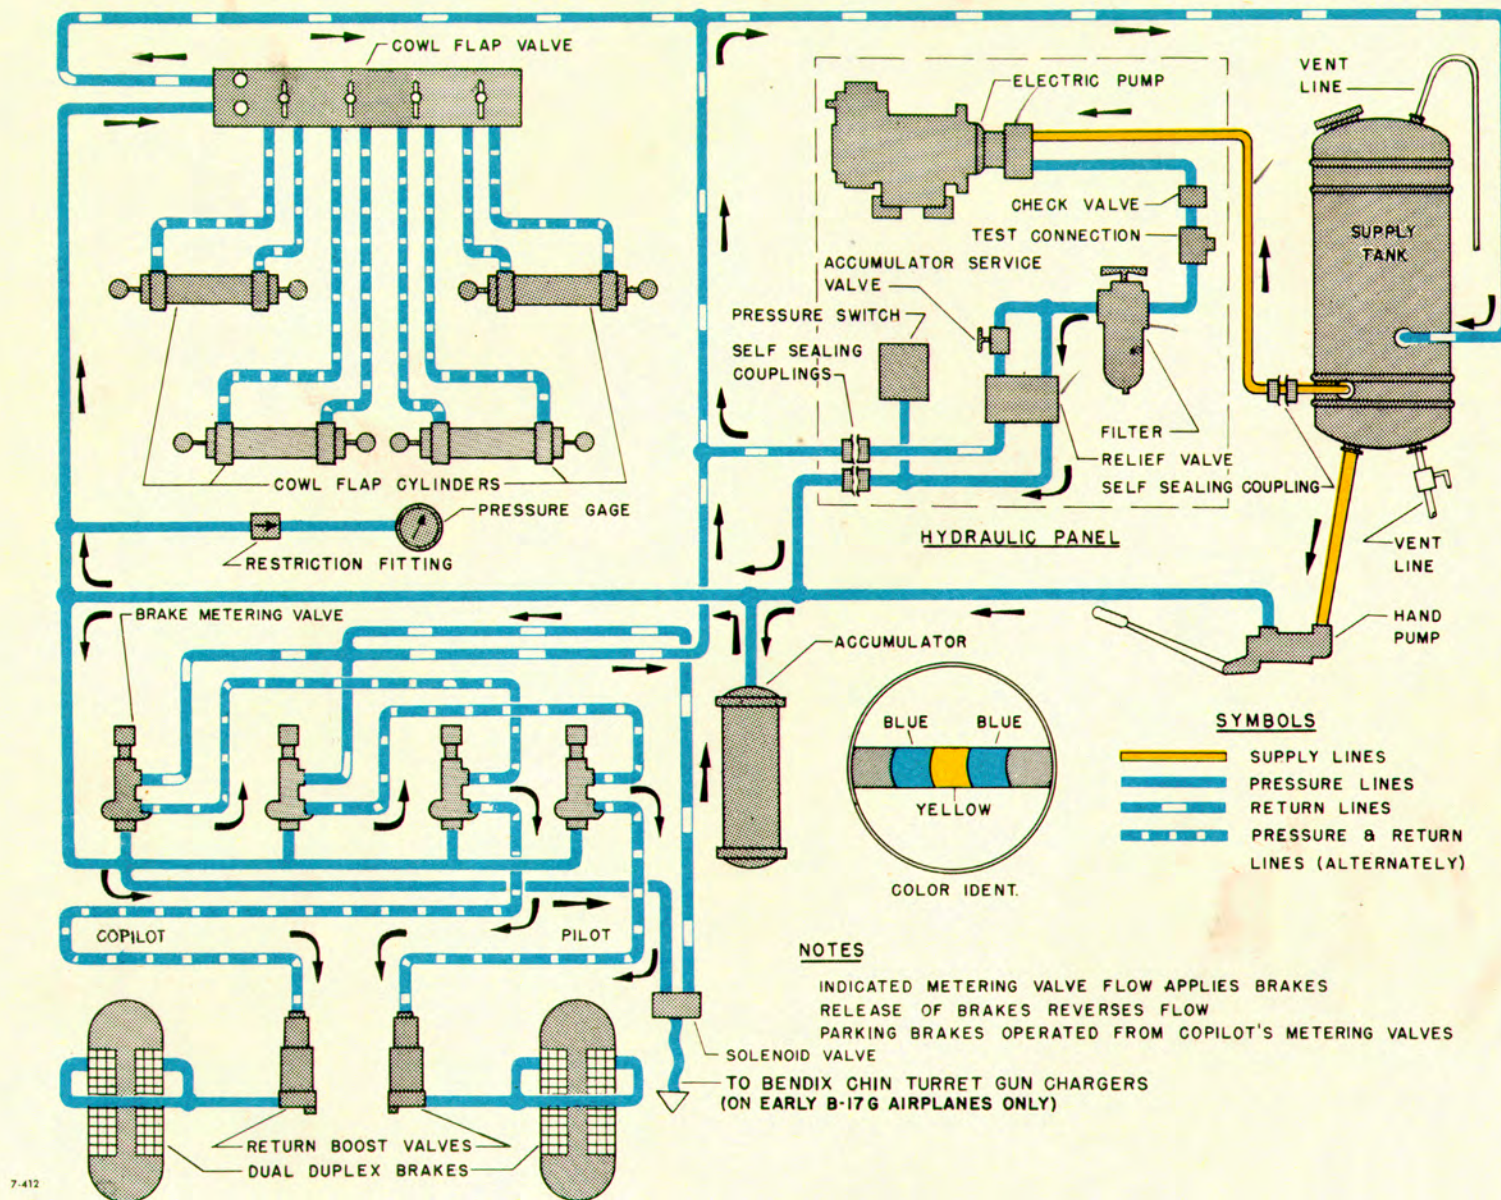 COWL FLAP VALVE
ELECTRIC PUMP
VENT
LINE
CHECK VALVE
TEST CONNECTION
SUPPLY
TANK
ACCUMULATOR SERVICE
VALVE
PRESSURE SWITCH
SELF SEALING
COUPLINGS
FILTER
RELIEF VALVE
SELF SEALING COUPLING
COWL FLAP CYLINDERS
PRESSURE GAGE
RESTRICTION FITTING
HYDRAULIC PANEL
VENT
LINE
BRAKE METERING VALVE
HAND
PUMP
ACCUMULATOR
BLUE
BLUE
YELLOW
COLOR IDENT.
SYMBOLS
SUPPLY LINES
PRESSURE LINES
RETURN LINES
PRESSURE & RETURN
LINES (ALTERNATELY)
COPILOT
PILOT
NOTES
INDICATED METERING VALVE FLOW APPLIES BRAKES
RELEASE OF BRAKES REVERSES FLOW
PARKING BRAKES OPERATED FROM COPILOT'S METERING VALVES
SOLENOID VALVE
TO BENDIX CHIN TURRET GUN CHARGERS
(ON EARLY B-17G AIRPLANES ONLY)
RETURN BOOST VALVES
DUAL DUPLEX BRAKES
7-412